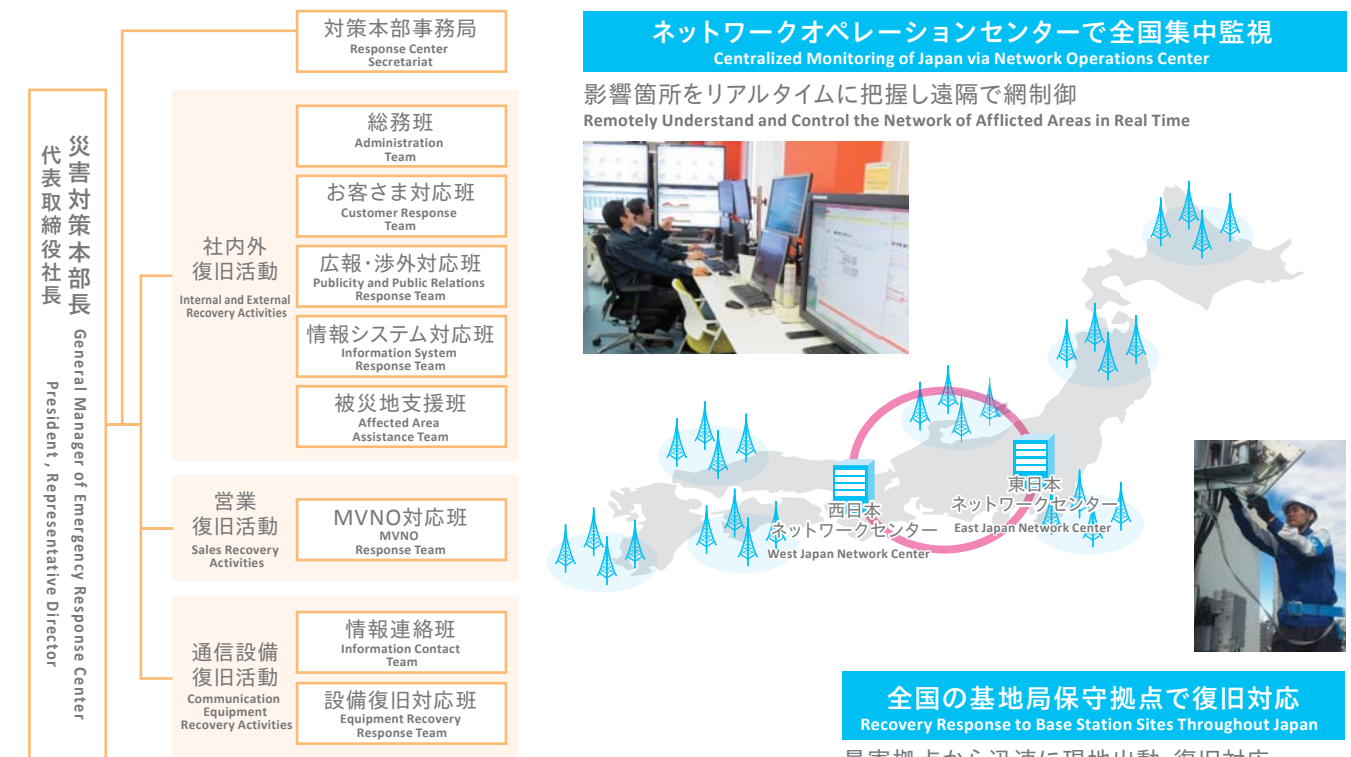 災害対策本部長 General Manager of Emergency Response Center
代表取締役社長 President , Representative Director
対策本部事務局
Response Center
Secretariat
社内外
復旧活動
Internal and External
Recovery Activities
総務班
Administration
Team
お客さま対応班
Customer Response
Team
広報・渉外対応班
Publicity and Public Relations
Response Team
情報システム対応班
Information System
Response Team
被災地支援班
Affected Area
Assistance Team
営業
復旧活動
Sales Recovery
Activities
MVNO対応班
MVNO
Response Team
通信設備
復旧活動
Communication
Equipment
Recovery Activities
情報連絡班
Information Contact
Team
設備復旧対応班
Equipment Recovery
Response Team
ネットワークオペレーションセンターで全国集中監視
Centralized Monitoring of Japan via Network Operations Center
影響箇所をリアルタイムに把握し遠隔で網制御
Remotely Understand and Control the Network of Afflicted Areas in Real Time
東日本
ネットワークセンター
East Japan Network Center
西日本
ネットワークセンター
West Japan Network Center
全国の基地局保守拠点で復旧対応
Recovery Response to Base Station Sites Throughout Japan